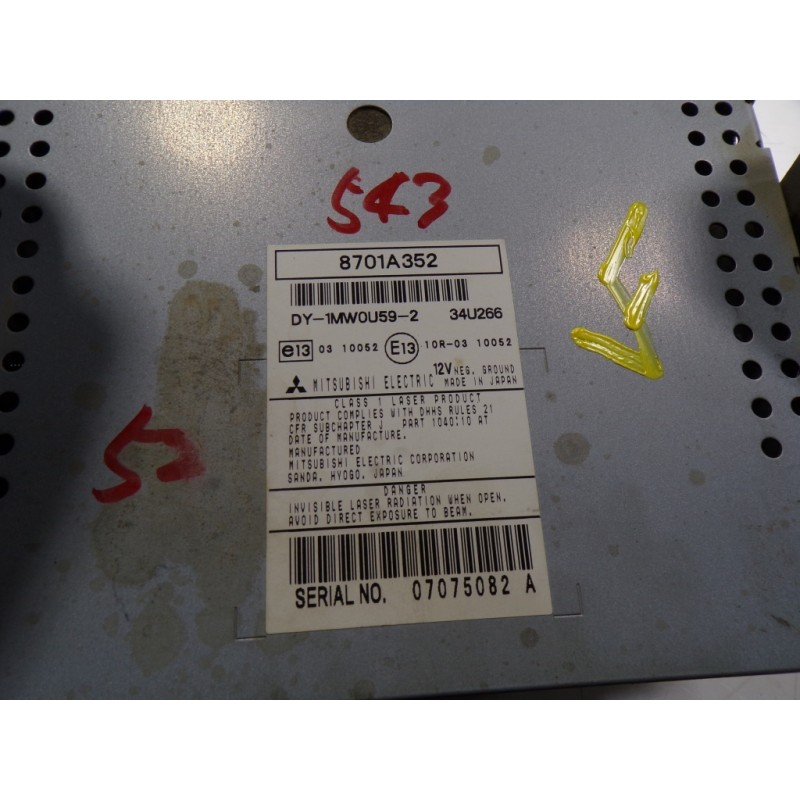 543
8701A352
DY-1MW0U59-2 34U266
e13 03 10052 E13 10R-03 10052
12V NEG. GROUND
MITSUBISHI ELECTRIC MADE IN JAPAN
CLASS 1 LASER PRODUCT
PRODUCT COMPLIES WITH DHHS RULES 21
CFR SUBCHAPTER J PART 1040:10 AT
DATE OF MANUFACTURE.
MANUFACTURED
MITSUBISHI ELECTRIC CORPORATION
SANDA, HYOGO, JAPAN
DANGER
INVISIBLE LASER RADIATION WHEN OPEN.
AVOID DIRECT EXPOSURE TO BEAM.
SERIAL NO. 07075082 A